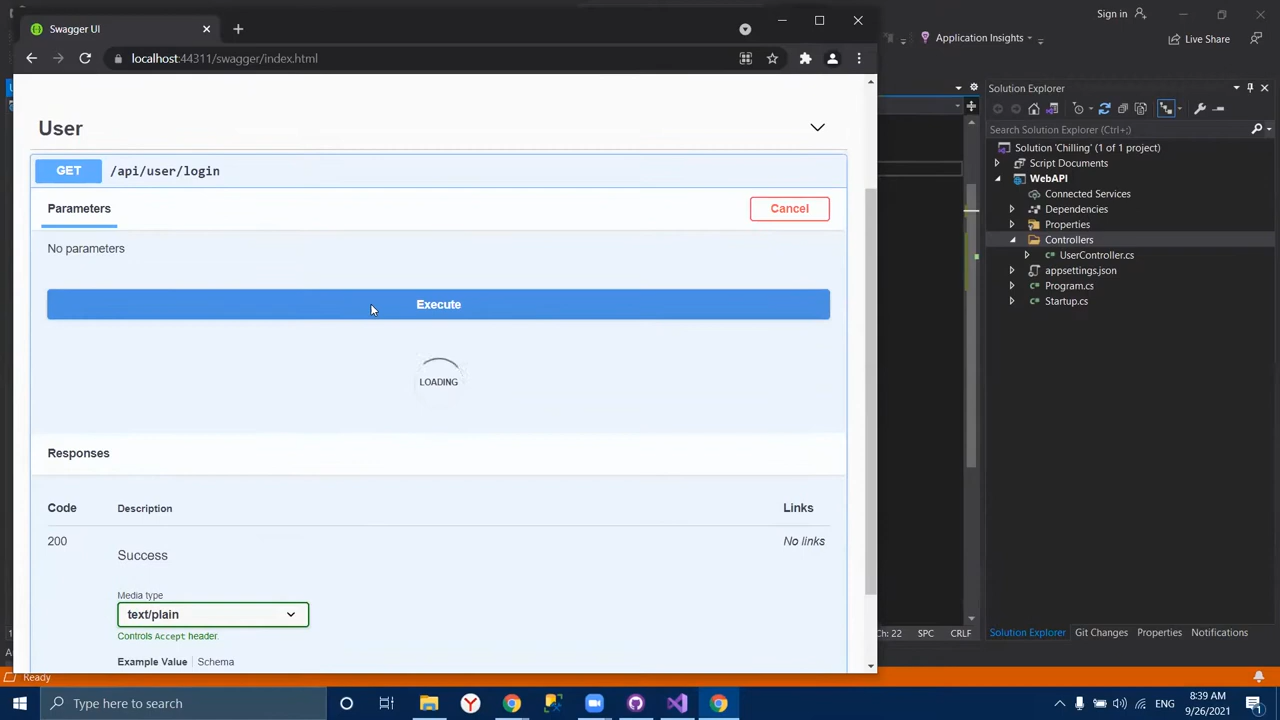 Swagger UI
Sign in
Application Insights
Live Share
localhost:44311/swagger/index.html
User
GET
/api/user/login
Parameters
Cancel
No parameters
Execute
LOADING
Responses
Code
Description
Links
200
Success
No links
Media type
text/plain
Controls Accept header.
Example Value
Schema
Solution Explorer
Search Solution Explorer (Ctrl+;)
Solution 'Chilling' (1 of 1 project)
Script Documents
WebAPI
Connected Services
Dependencies
Properties
Controllers
C# UserController.cs
appsettings.json
C# Program.cs
C# Startup.cs
Ch: 22
SPC
CRLF
Solution Explorer
Git Changes
Properties
Notifications
Ready
Type here to search
ENG
8:39 AM
9/26/2021
1